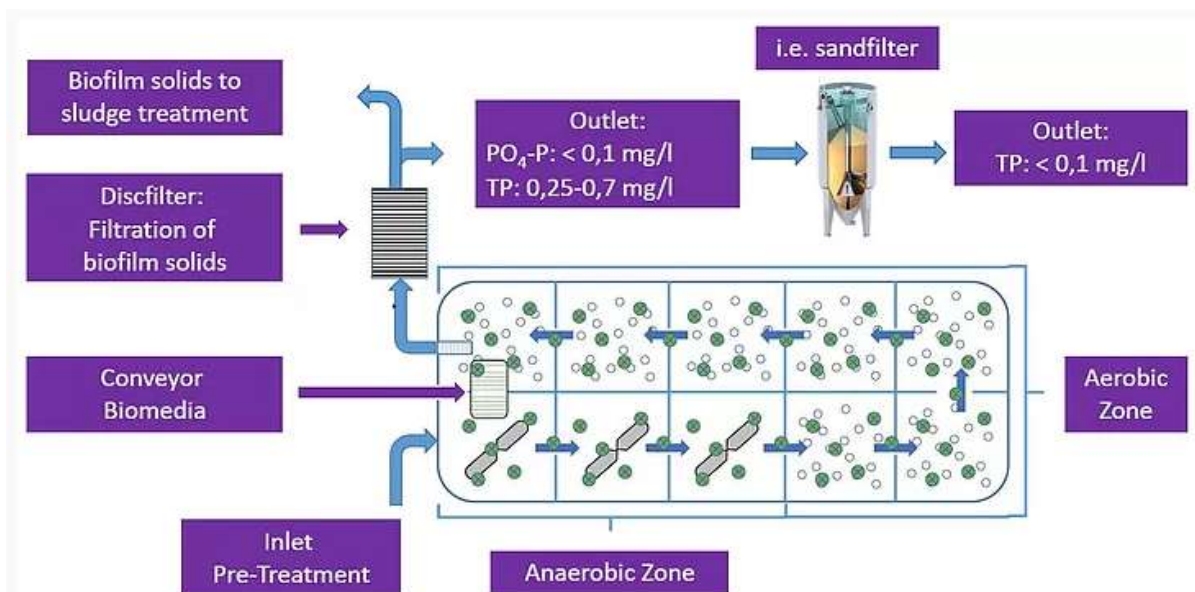 i.e. sandfilter
Biofilm solids to
sludge treatment
Outlet:
PO₄-P: < 0,1 mg/l
TP: 0,25-0,7 mg/l
Outlet:
TP: < 0,1 mg/l
Discfilter:
Filtration of
biofilm solids
Conveyor
Biomedia
Aerobic
Zone
Inlet
Pre-Treatment
Anaerobic Zone